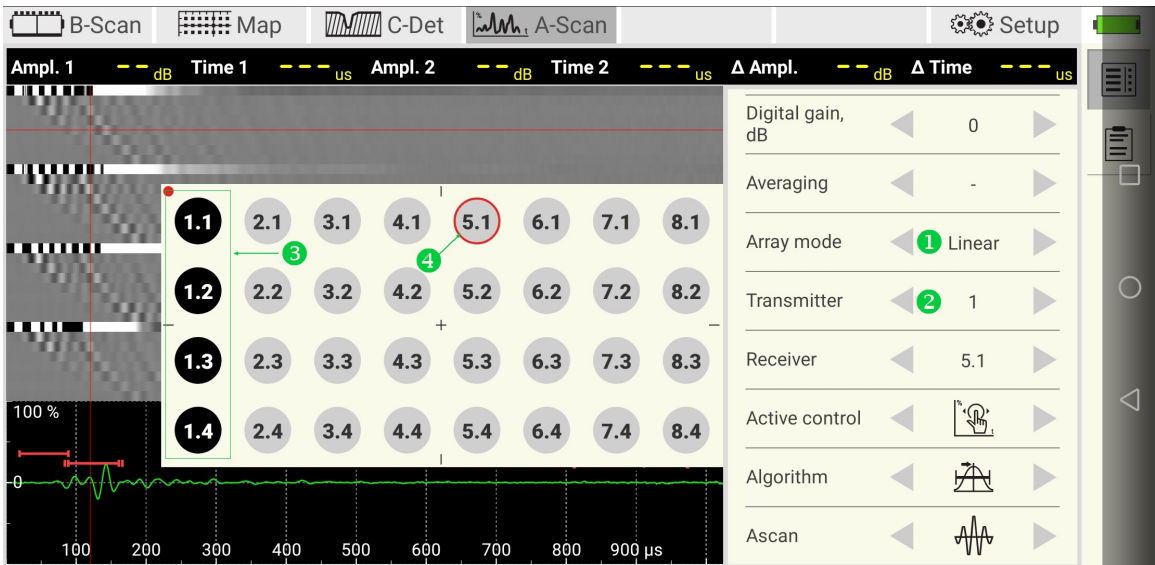 B-Scan Map C-Det A-Scan Setup
Ampl. 1 -- dB Time 1 --- us Ampl. 2 -- dB Time 2 --- us Δ Ampl. -- dB Δ Time --- us
Digital gain, dB 0
Averaging -
Array mode 1 Linear
Transmitter 2 1
Receiver 5.1
Active control
Algorithm
Ascan
1.1 2.1 3.1 4.1 5.1 6.1 7.1 8.1
3 4
1.2 2.2 3.2 4.2 5.2 6.2 7.2 8.2
1.3 2.3 3.3 4.3 5.3 6.3 7.3 8.3
1.4 2.4 3.4 4.4 5.4 6.4 7.4 8.4
100 %
0
100 200 300 400 500 600 700 800 900 µs